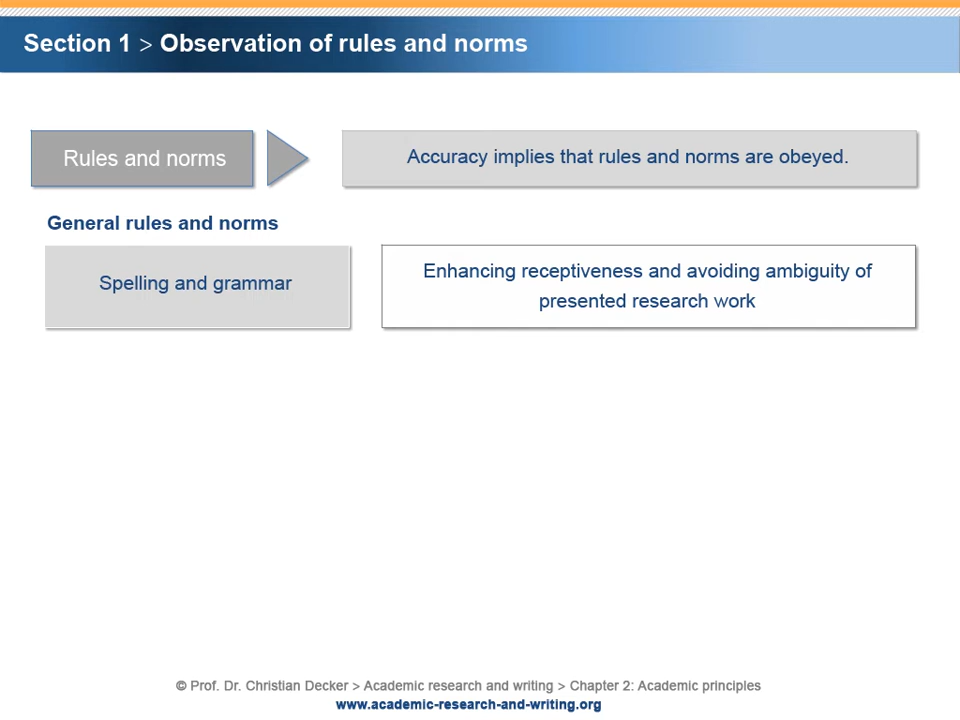 Section 1 > Observation of rules and norms
Rules and norms
Accuracy implies that rules and norms are obeyed.
General rules and norms
Spelling and grammar
Enhancing receptiveness and avoiding ambiguity of
presented research work
© Prof. Dr. Christian Decker > Academic research and writing > Chapter 2: Academic principles
www.academic-research-and-writing.org